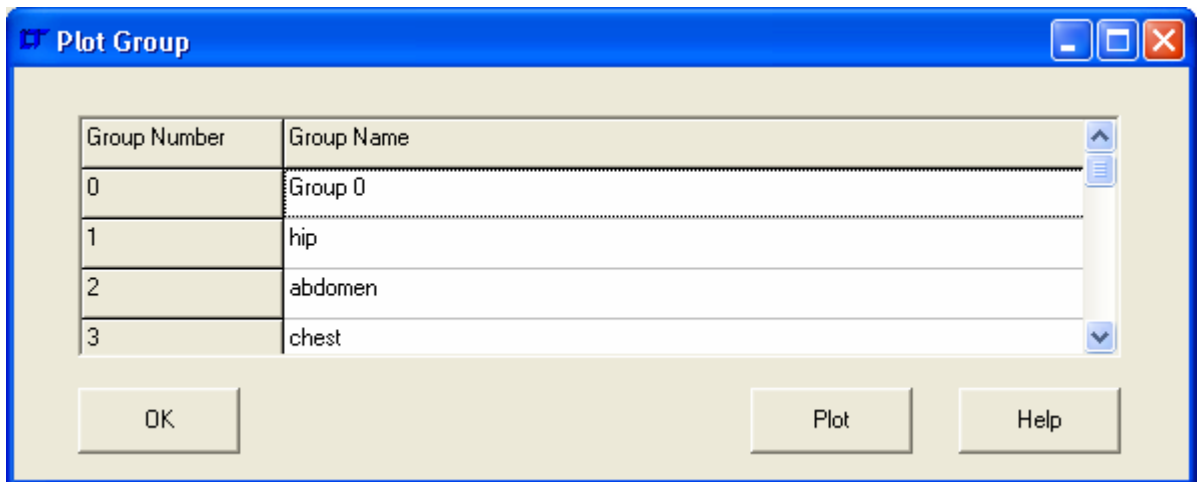 Plot Group
Group Number Group Name
0 Group 0
1 hip
2 abdomen
3 chest
OK Plot Help